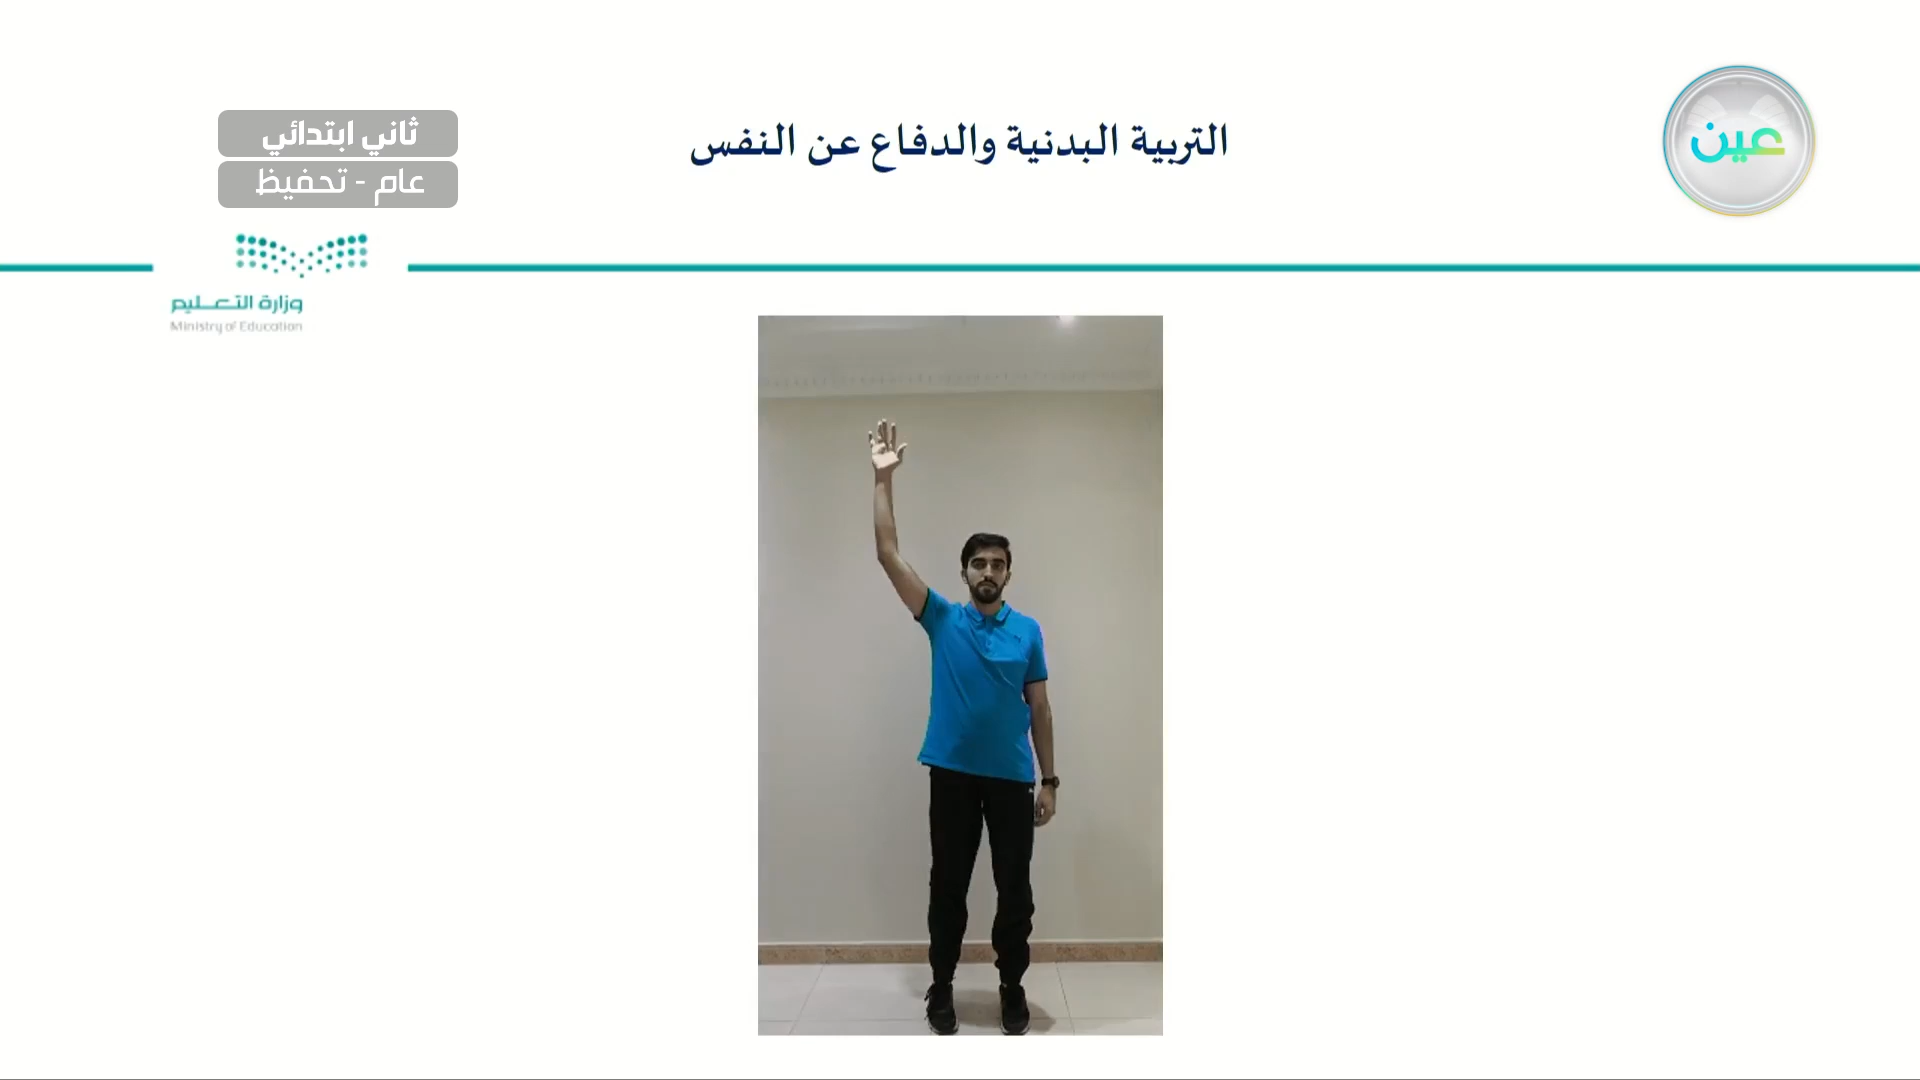 عين
التربية البدنية والدفاع عن النفس
ثاني ابتدائي
عام - تحفيظ
وزارة التعليم
Ministry of Education